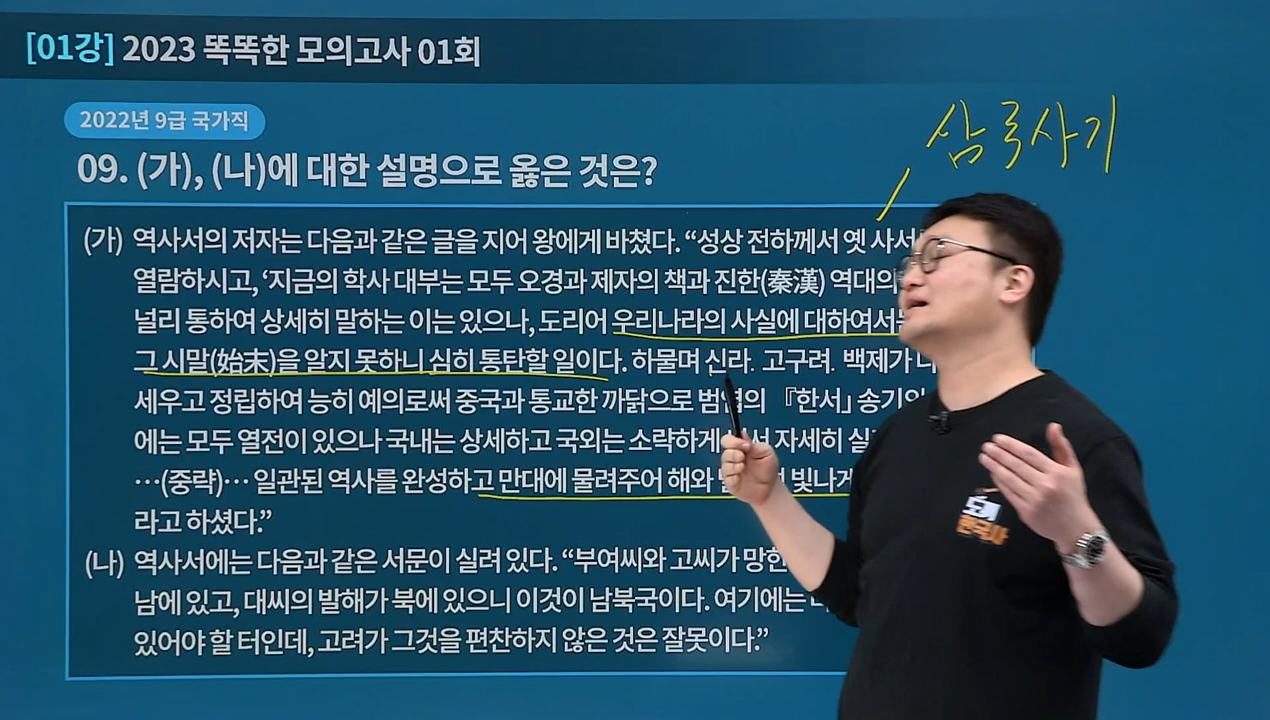 [01강] 2023 똑똑한 모의고사 01회
2022년 9급 국가직
삼국사기
09. (가), (나)에 대한 설명으로 옳은 것은?
(가) 역사서의 저자는 다음과 같은 글을 지어 왕에게 바쳤다. “성상 전하께서 옛 사서
열람하시고, ‘지금의 학사 대부는 모두 오경과 제자의 책과 진한(秦漢) 역대의
널리 통하여 상세히 말하는 이는 있으나, 도리어 우리나라의 사실에 대하여서는
그 시말(始末)을 알지 못하니 심히 통탄할 일이다. 하물며 신라. 고구려. 백제가
세우고 정립하여 능히 예의로써 중국과 통교한 까닭으로 범엽의 『한서』 송기의
에는 모두 열전이 있으나 국내는 상세하고 국외는 소략하게 자세히
…(중략)… 일관된 역사를 완성하고 만대에 물려주어 해와 빛나게
라고 하셨다.”
(나) 역사서에는 다음과 같은 서문이 실려 있다. “부여씨와 고씨가 망한
남에 있고, 대씨의 발해가 북에 있으니 이것이 남북국이다. 여기에는
있어야 할 터인데, 고려가 그것을 편찬하지 않은 것은 잘못이다.”
한국사